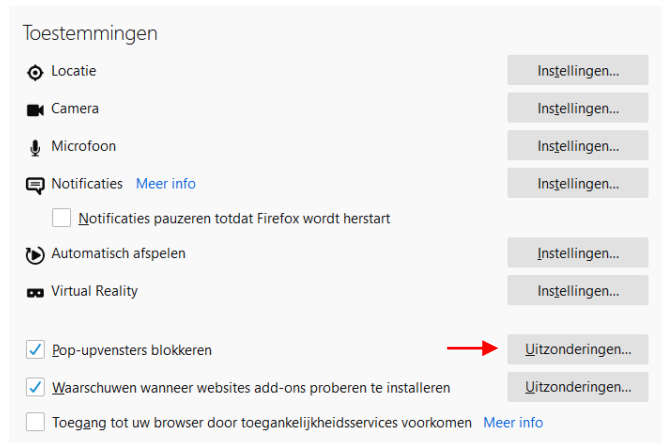 Toestemmingen
Locatie Instellingen...
Camera Instellingen...
Microfoon Instellingen...
Notificaties Meer info Instellingen...
Notificaties pauzeren totdat Firefox wordt herstart
Automatisch afspelen Instellingen...
Virtual Reality Instellingen...
Pop-upvensters blokkeren Uitzonderingen...
Waarschuwen wanneer websites add-ons proberen te installeren Uitzonderingen...
Toegang tot uw browser door toegankelijkheidsservices voorkomen Meer info